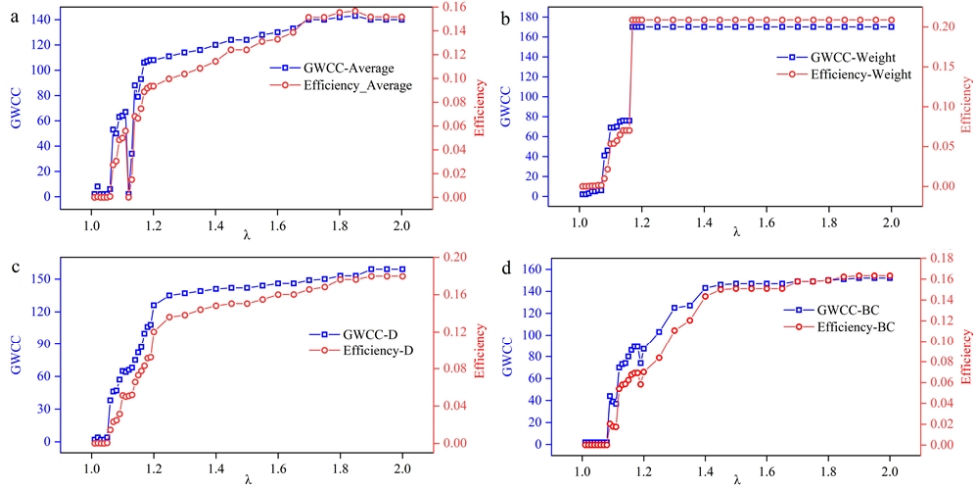 a
GWCC
140
120
100
80
60
40
20
0
GWCC-Average
Efficiency_Average
0.16
0.14
0.12
0.10
0.08
0.06
0.04
0.02
0.00
Efficiency
1.0 1.2 1.4 1.6 1.8 2.0
λ
b
GWCC
180
160
140
120
100
80
60
40
20
0
GWCC-Weight
Efficiency-Weight
0.20
0.15
0.10
0.05
0.00
Efficiency
1.0 1.2 1.4 1.6 1.8 2.0
λ
c
GWCC
150
120
90
60
30
0
GWCC-D
Efficiency-D
0.20
0.16
0.12
0.08
0.04
0.00
Efficiency
1.0 1.2 1.4 1.6 1.8 2.0
λ
d
GWCC
160
140
120
100
80
60
40
20
0
GWCC-BC
Efficiency-BC
0.18
0.16
0.14
0.12
0.10
0.08
0.06
0.04
0.02
0.00
Efficiency
1.0 1.2 1.4 1.6 1.8 2.0
λ